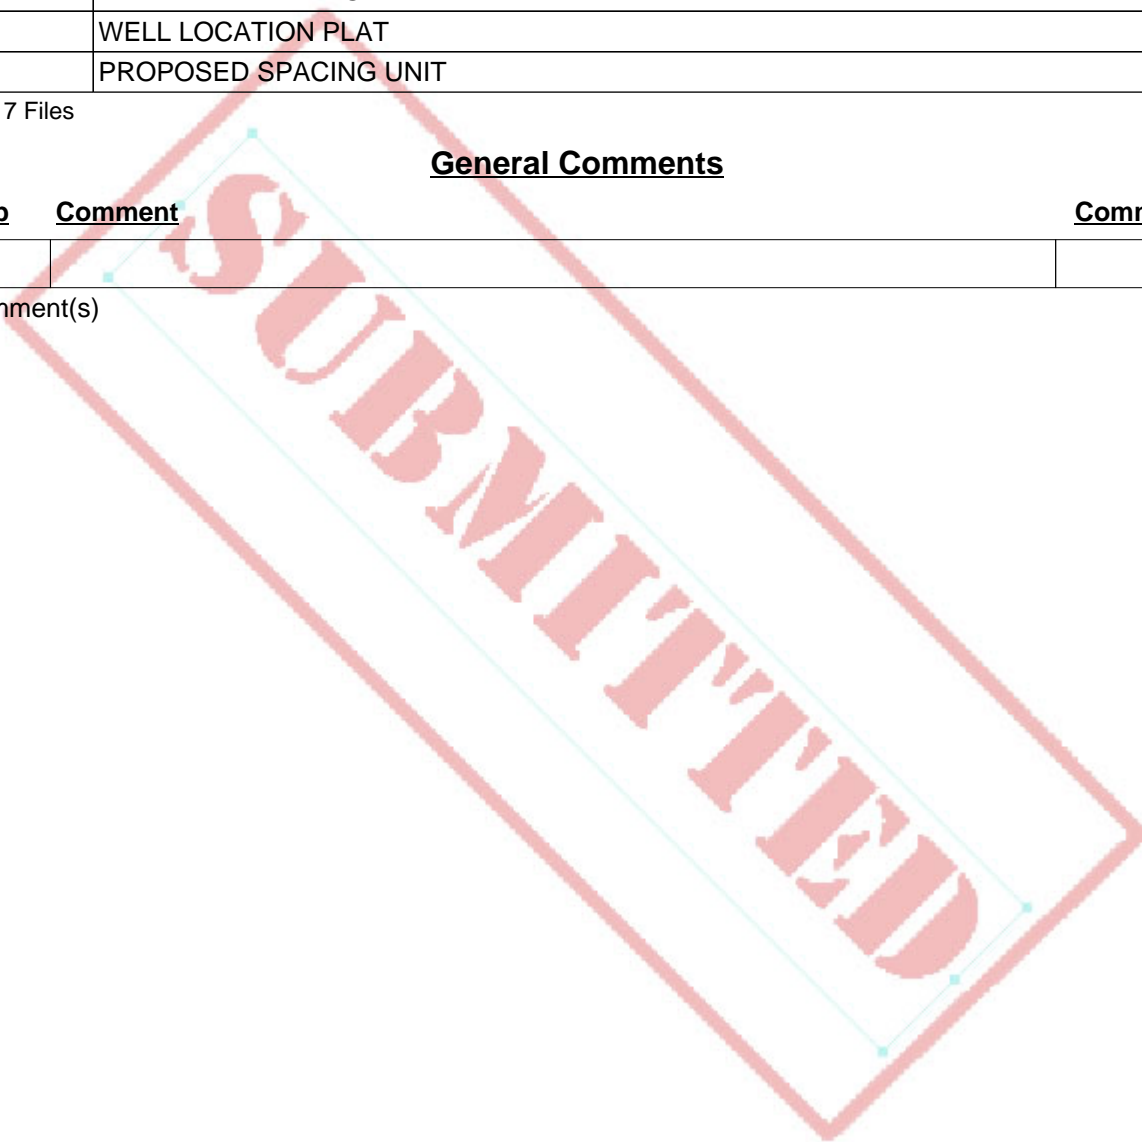 WELL LOCATION PLAT
PROPOSED SPACING UNIT
7 Files
General Comments
Comment
SUBMITTED